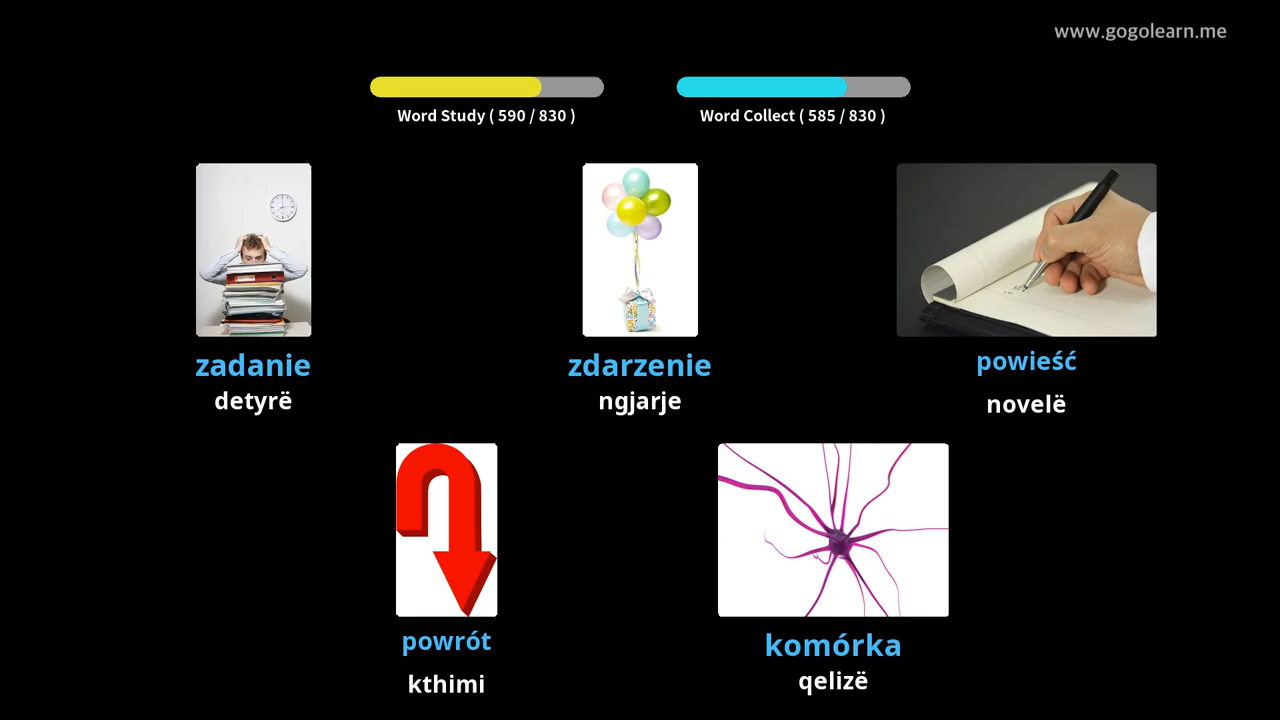 www.gogolearn.me
Word Study ( 590 / 830 )
Word Collect ( 585 / 830 )
zadanie
detyrë
zdarzenie
ngjarje
powieść
novelë
powrót
kthimi
komórka
qelizë